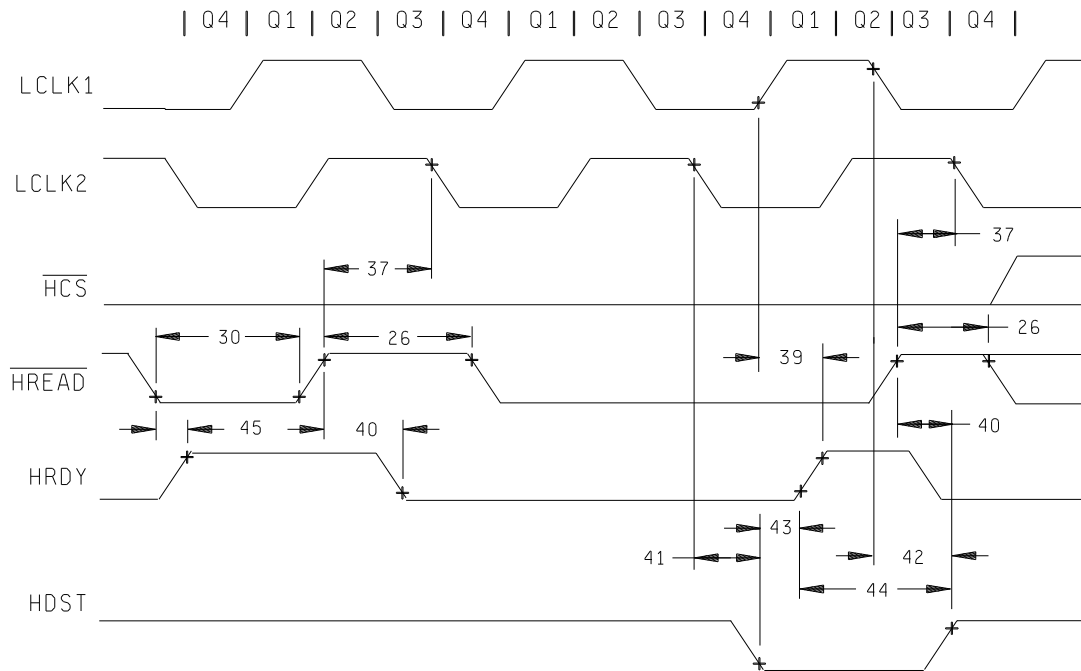 | Q4 | Q1 | Q2 | Q3 | Q4 | Q1 | Q2 | Q3 | Q4 | Q1 | Q2 | Q3 | Q4 |
LCLK1
LCLK2
37
37
HCS
30
26
26
39
HREAD
45
40
40
HRDY
43
41
42
44
HDST